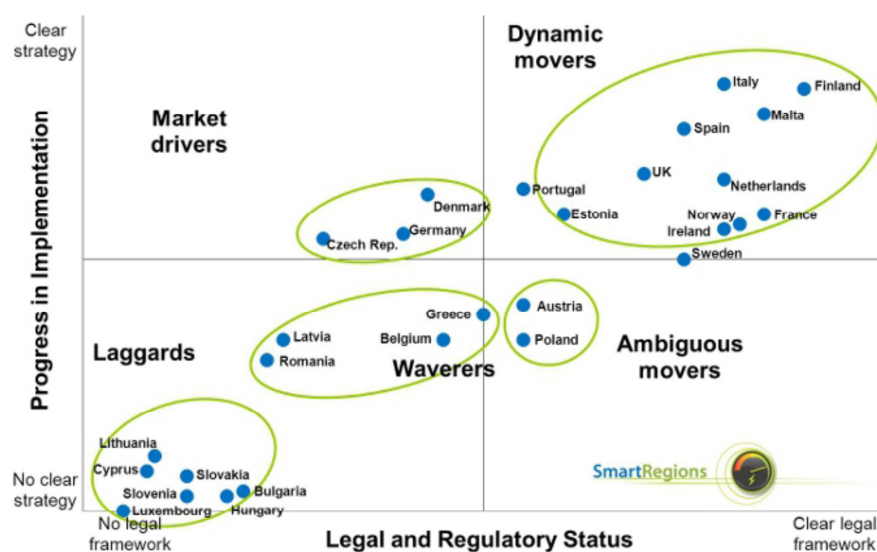 Clear
strategy
Dynamic
movers
Italy
Finland
Malta
Market
drivers
Spain
UK
Netherlands
Portugal
Denmark
Estonia
Norway
France
Germany
Ireland
Czech Rep.
Sweden
Progress in Implementation
Austria
Greece
Latvia
Belgium
Poland
Laggards
Romania
Waverers
Ambiguous
movers
Lithuania
Cyprus
Slovakia
SmartRegions
No clear
strategy
Slovenia
Bulgaria
Luxembourg
Hungary
No legal
framework
Legal and Regulatory Status
Clear legal
framework